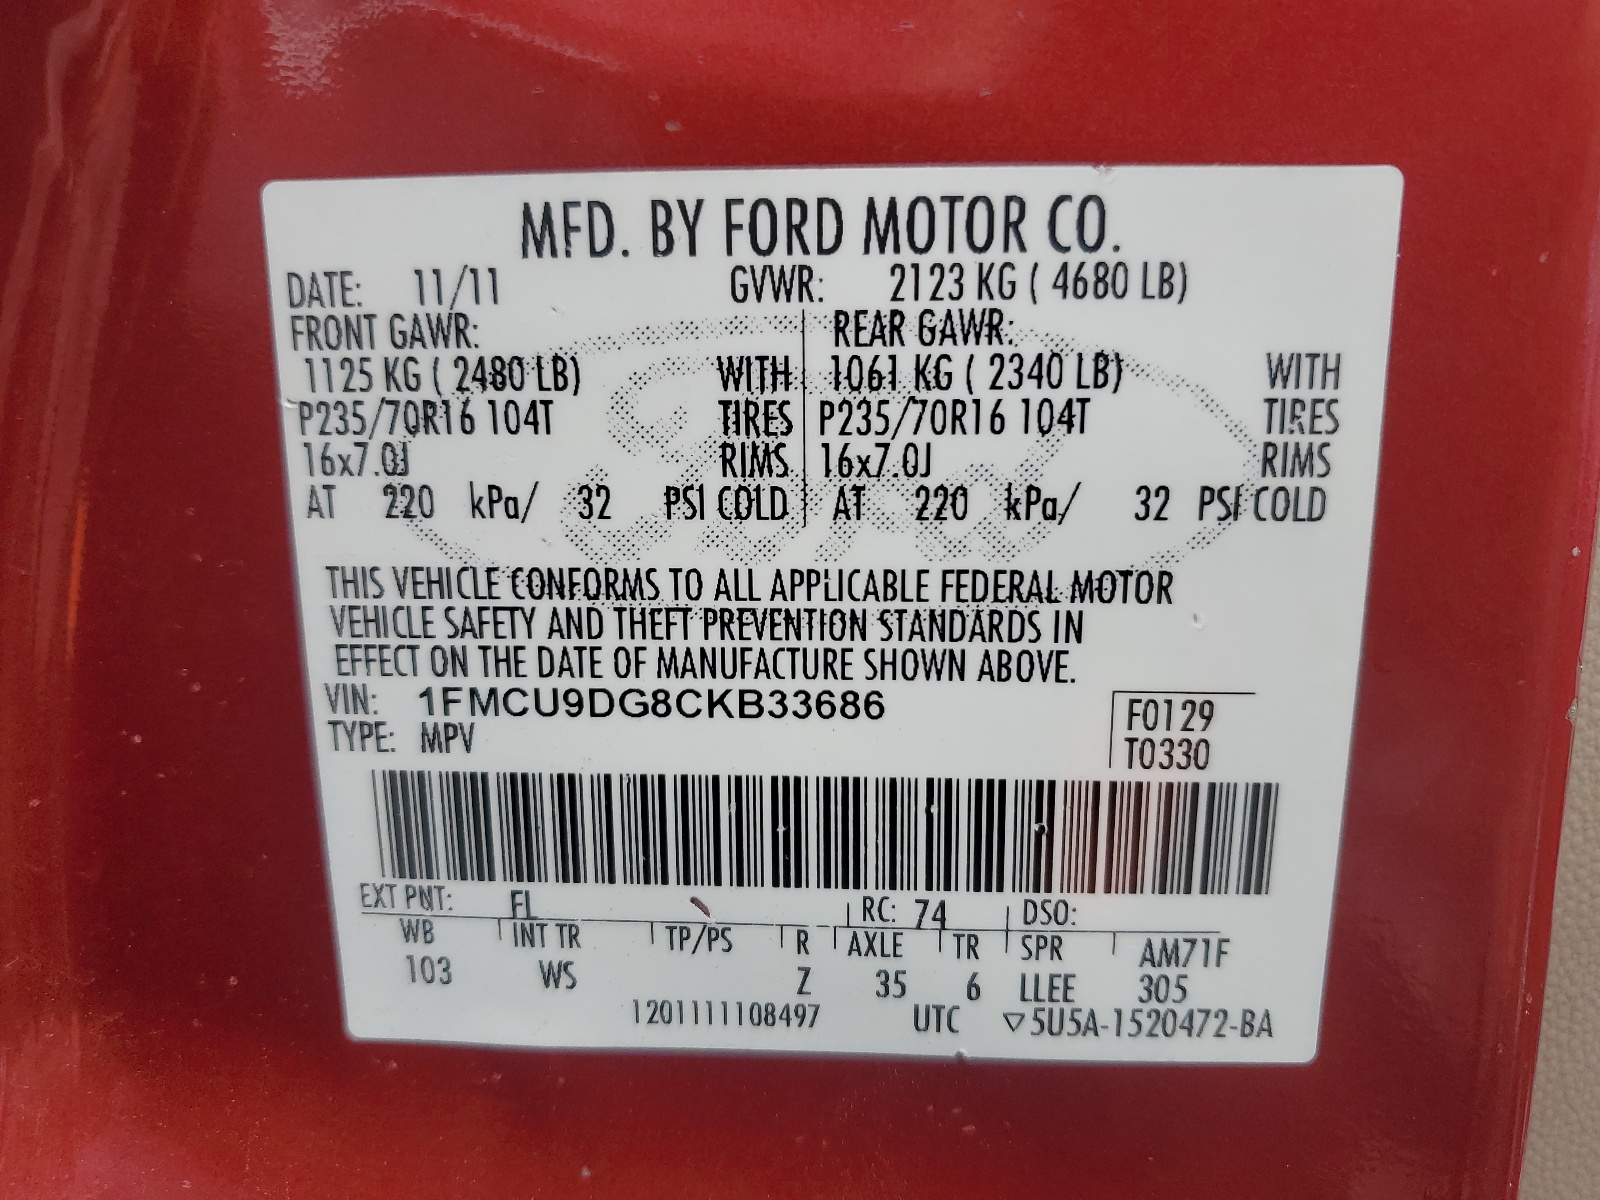 MFD. BY FORD MOTOR CO.
DATE: 11/11 GVWR: 2123 KG ( 4680 LB)
FRONT GAWR: REAR GAWR:
1125 KG ( 2480 LB) WITH 1061 KG ( 2340 LB) WITH
P235/70R16 104T TIRES P235/70R16 104T TIRES
16x7.0J RIMS 16x7.0J RIMS
AT 220 kPa/ 32 PSI COLD AT 220 kPa/ 32 PSI COLD
Ford
THIS VEHICLE CONFORMS TO ALL APPLICABLE FEDERAL MOTOR
VEHICLE SAFETY AND THEFT PREVENTION STANDARDS IN
EFFECT ON THE DATE OF MANUFACTURE SHOWN ABOVE.
VIN: 1FMCU9DG8CKB33686 F0129
TYPE: MPV T0330
EXT PNT: FL RC: 74 DSO:
WB INT TR TP/PS R AXLE TR SPR AM71F
103 WS Z 35 6 LLEE 305
1201111108497 UTC ▽5U5A-1520472-BA